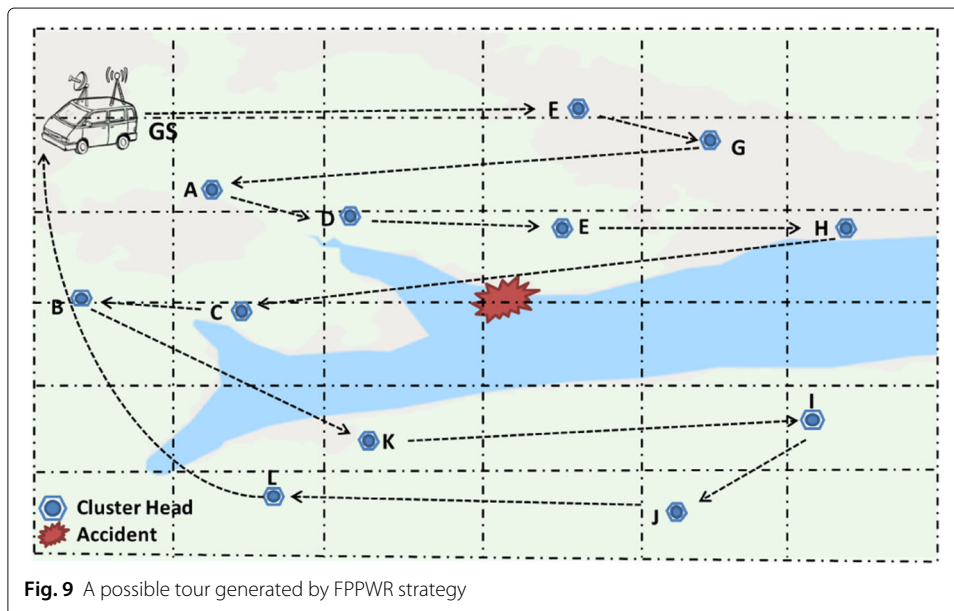 GS
F
G
A
D
E
H
B
C
I
K
L
J
Cluster Head
Accident
Fig. 9 A possible tour generated by FPPWR strategy